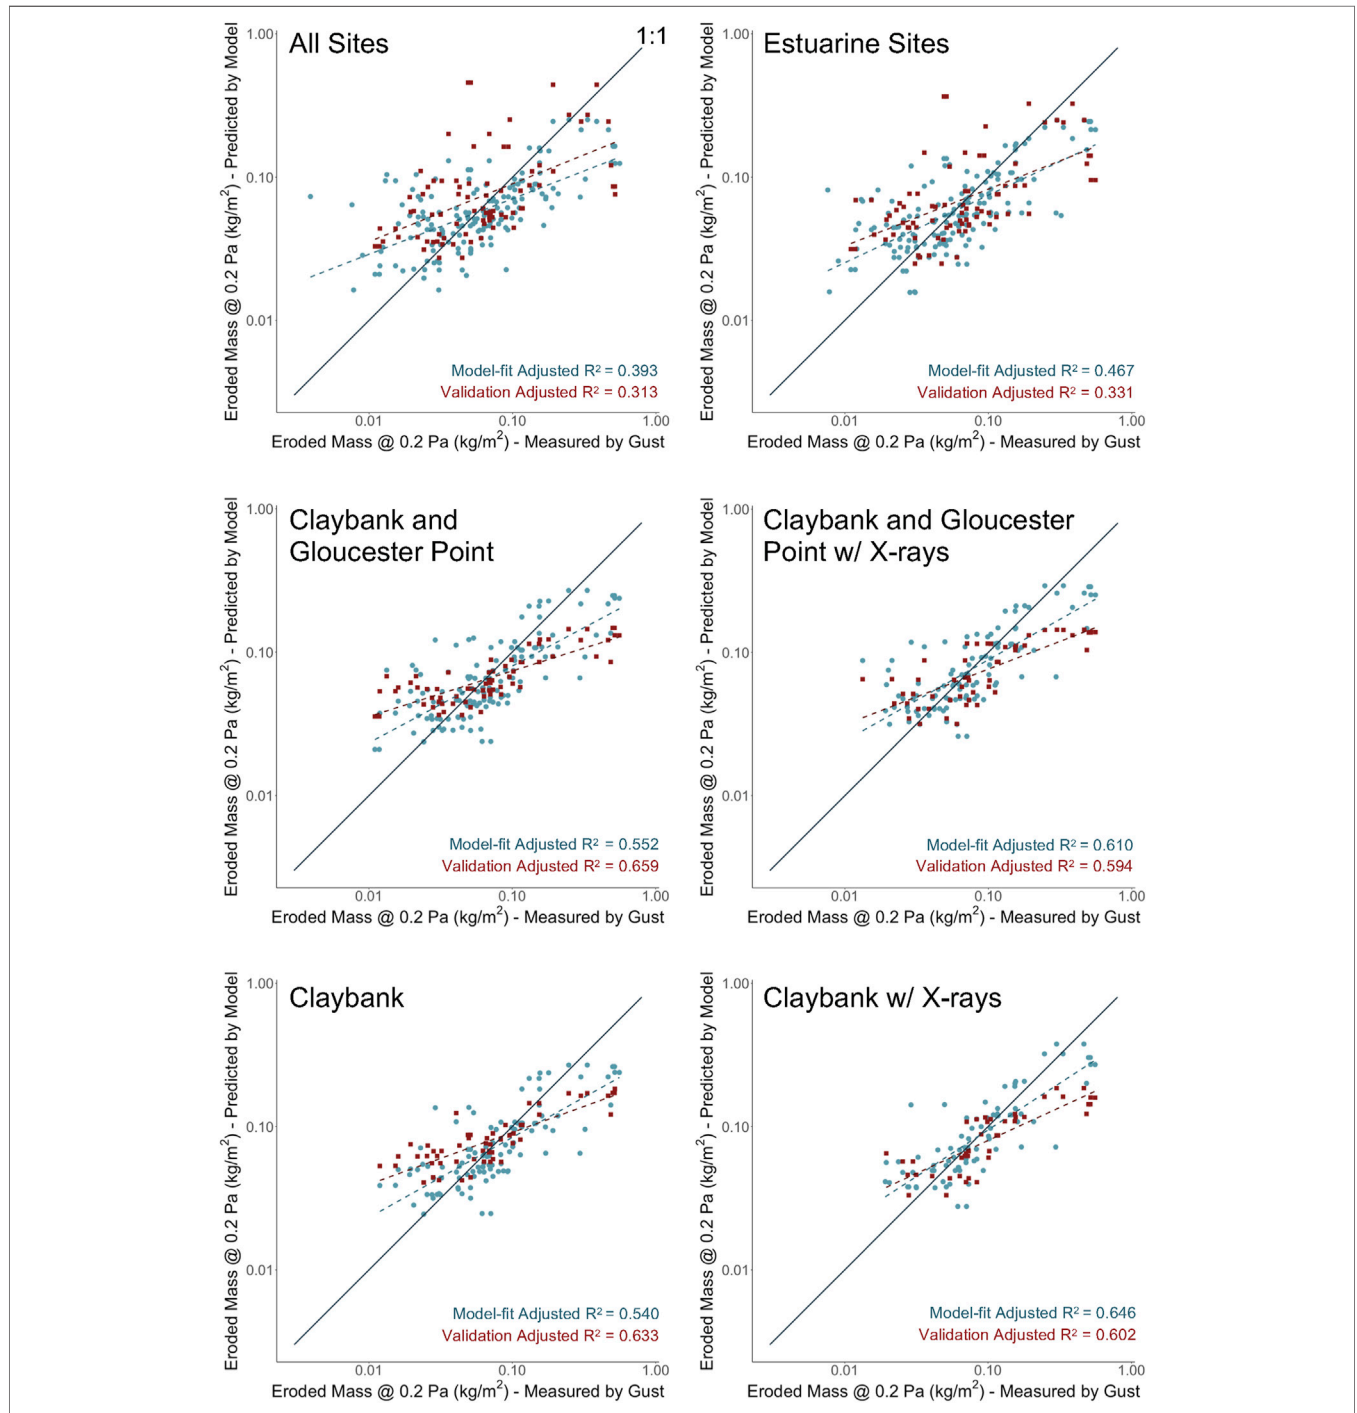 All Sites
1:1
Eroded Mass @ 0.2 Pa (kg/m²) - Predicted by Model
1.00
0.10
0.01
Model-fit Adjusted R² = 0.393
Validation Adjusted R² = 0.313
0.01 0.10 1.00
Eroded Mass @ 0.2 Pa (kg/m²) - Measured by Gust
Estuarine Sites
Eroded Mass @ 0.2 Pa (kg/m²) - Predicted by Model
1.00
0.10
0.01
Model-fit Adjusted R² = 0.467
Validation Adjusted R² = 0.331
0.01 0.10 1.00
Eroded Mass @ 0.2 Pa (kg/m²) - Measured by Gust
Claybank and
Gloucester Point
Eroded Mass @ 0.2 Pa (kg/m²) - Predicted by Model
1.00
0.10
0.01
Model-fit Adjusted R² = 0.552
Validation Adjusted R² = 0.659
0.01 0.10 1.00
Eroded Mass @ 0.2 Pa (kg/m²) - Measured by Gust
Claybank and Gloucester
Point w/ X-rays
Eroded Mass @ 0.2 Pa (kg/m²) - Predicted by Model
1.00
0.10
0.01
Model-fit Adjusted R² = 0.610
Validation Adjusted R² = 0.594
0.01 0.10 1.00
Eroded Mass @ 0.2 Pa (kg/m²) - Measured by Gust
Claybank
Eroded Mass @ 0.2 Pa (kg/m²) - Predicted by Model
1.00
0.10
0.01
Model-fit Adjusted R² = 0.540
Validation Adjusted R² = 0.633
0.01 0.10 1.00
Eroded Mass @ 0.2 Pa (kg/m²) - Measured by Gust
Claybank w/ X-rays
Eroded Mass @ 0.2 Pa (kg/m²) - Predicted by Model
1.00
0.10
0.01
Model-fit Adjusted R² = 0.646
Validation Adjusted R² = 0.602
0.01 0.10 1.00
Eroded Mass @ 0.2 Pa (kg/m²) - Measured by Gust